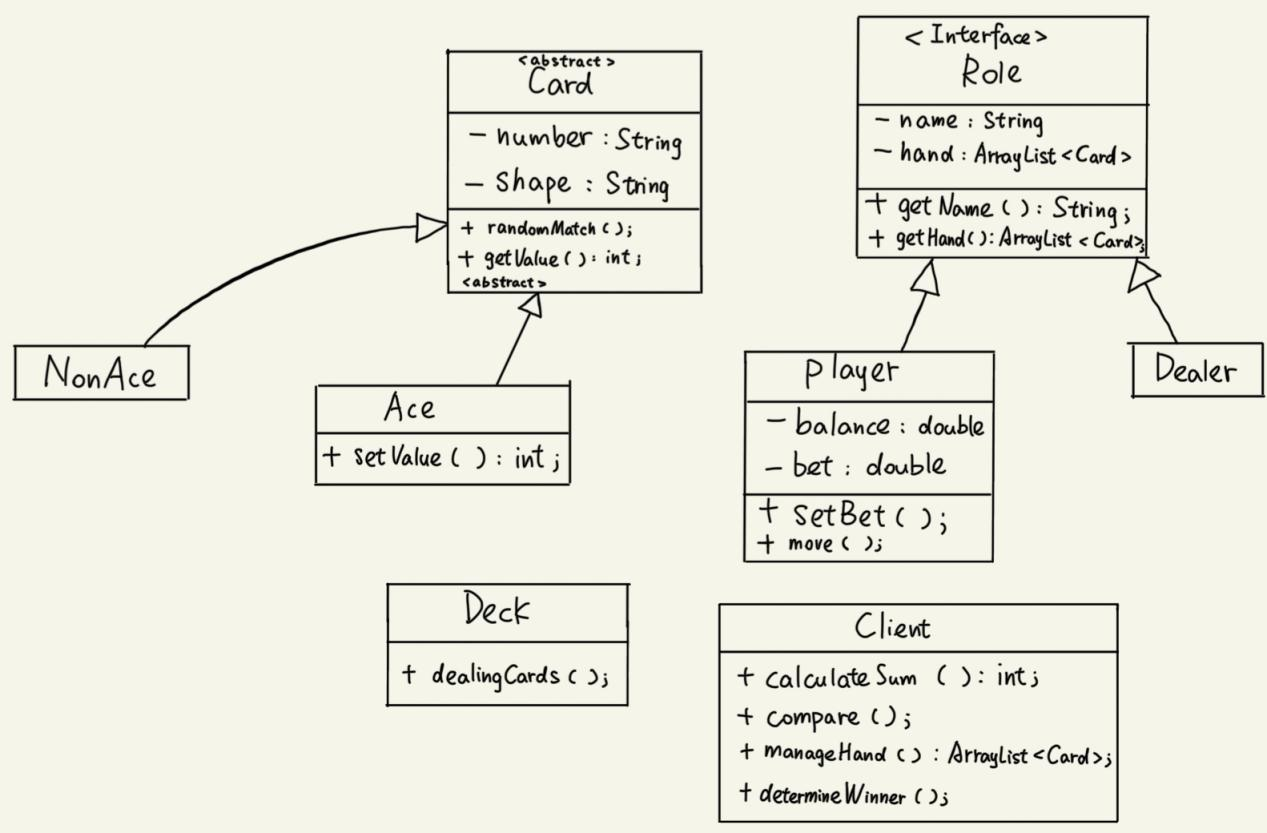 <abstract>
Card
- number : String
- Shape : String
+ randomMatch ( );
+ getValue ( ) : int ;
<abstract>
< Interface >
Role
- name : String
- hand : ArrayList < Card >
+ getName ( ) : String ;
+ getHand( ) : ArrayList < Card >;
NonAce
Ace
+ setValue ( ) : int ;
player
- balance : double
- bet : double
+ setBet ( ) ;
+ move ( ) ;
Dealer
Deck
+ dealingCards ( ) ;
Client
+ calculateSum ( ) : int ;
+ compare ( ) ;
+ manageHand ( ) : ArrayList <Card> ;
+ determineWinner ( ) ;